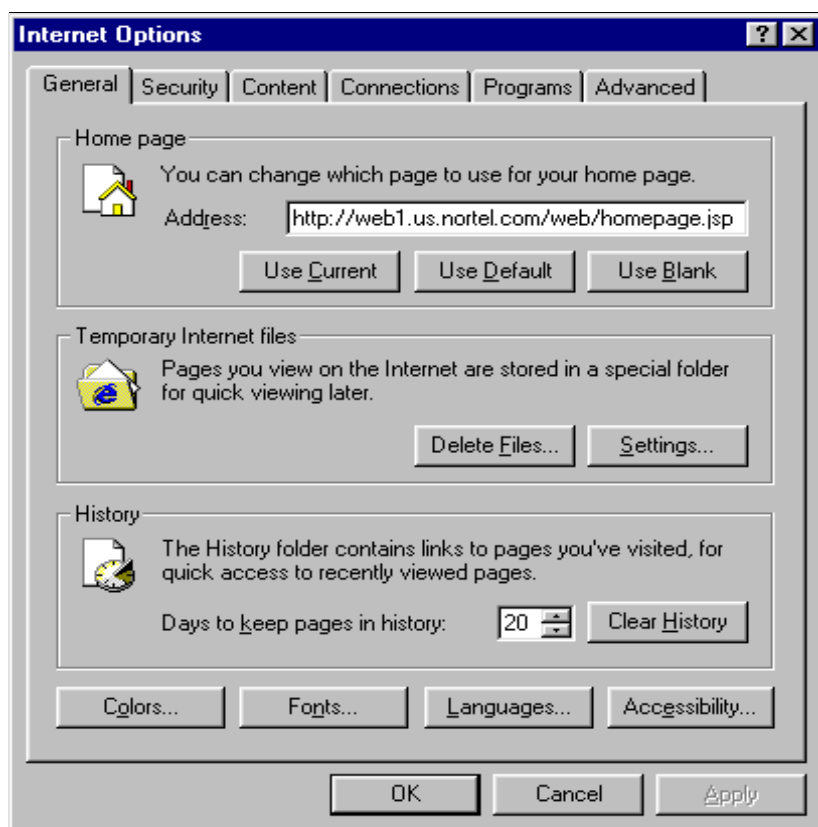 Internet Options
General Security Content Connections Programs Advanced
Home page
You can change which page to use for your home page.
Address: http://web1.us.nortel.com/web/homepage.jsp
Use Current Use Default Use Blank
Temporary Internet files
Pages you view on the Internet are stored in a special folder
for quick viewing later.
Delete Files... Settings...
History
The History folder contains links to pages you've visited, for
quick access to recently viewed pages.
Days to keep pages in history: 20 Clear History
Colors... Fonts... Languages... Accessibility...
OK Cancel Apply